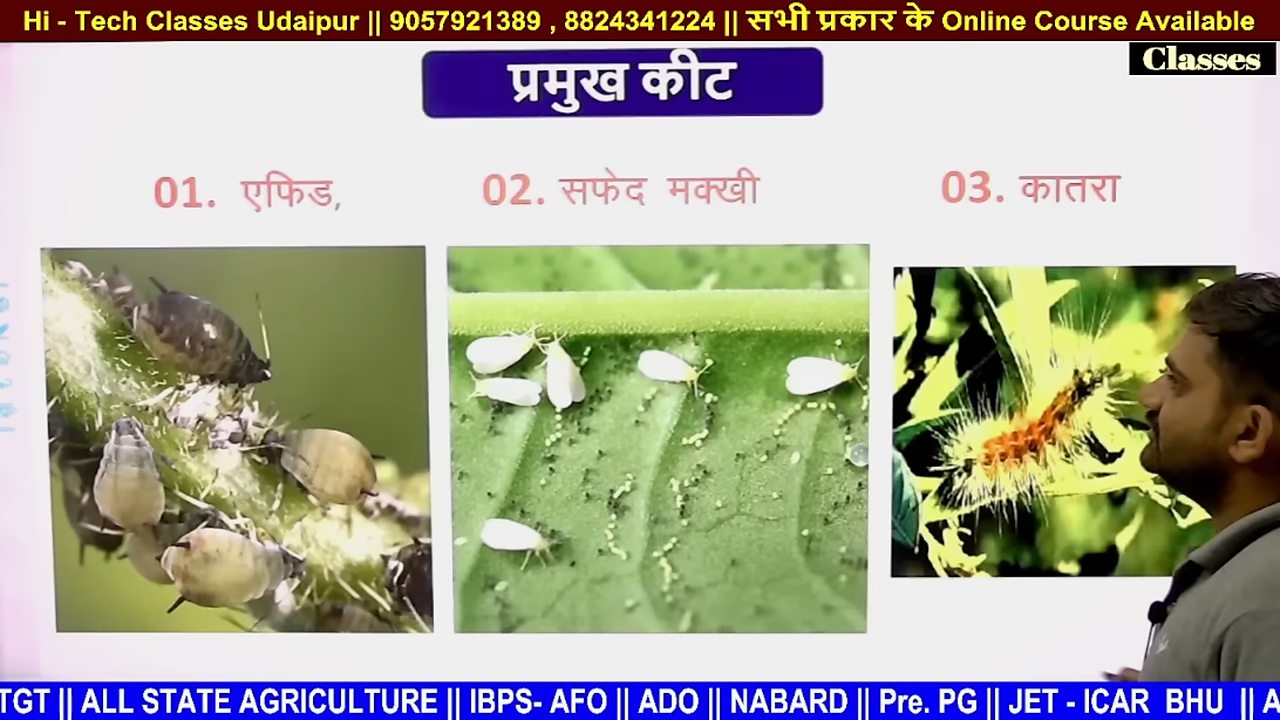 Hi - Tech Classes Udaipur || 9057921389 , 8824341224 || सभी प्रकार के Online Course Available
Classes
प्रमुख कीट
01. एफिड,
02. सफेद मक्खी
03. कातरा
TGT || ALL STATE AGRICULTURE || IBPS- AFO || ADO || NABARD || Pre. PG || JET - ICAR BHU || A